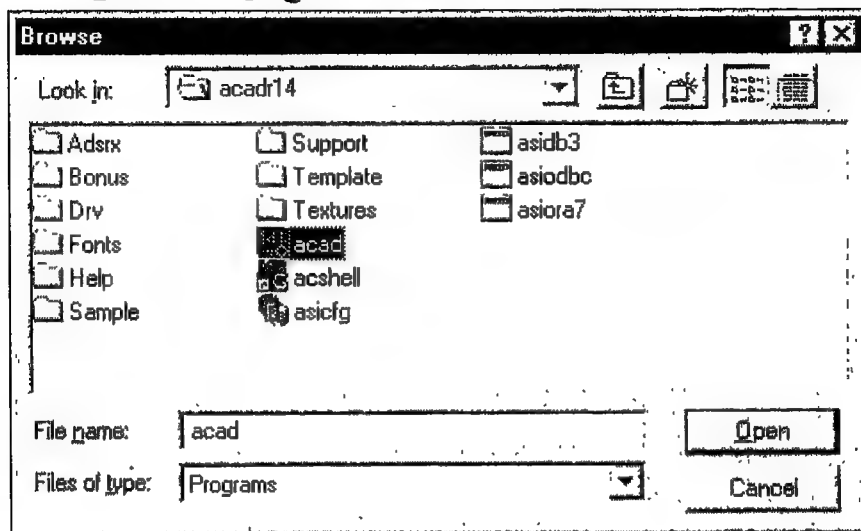 Browse
Look in: acadr14
Adsrx Support asidb3
Bonus Template asiodbc
Drv Textures asiora7
Fonts acad
Help acshell
Sample asicfg
File name: acad Open
Files of type: Programs Cancel